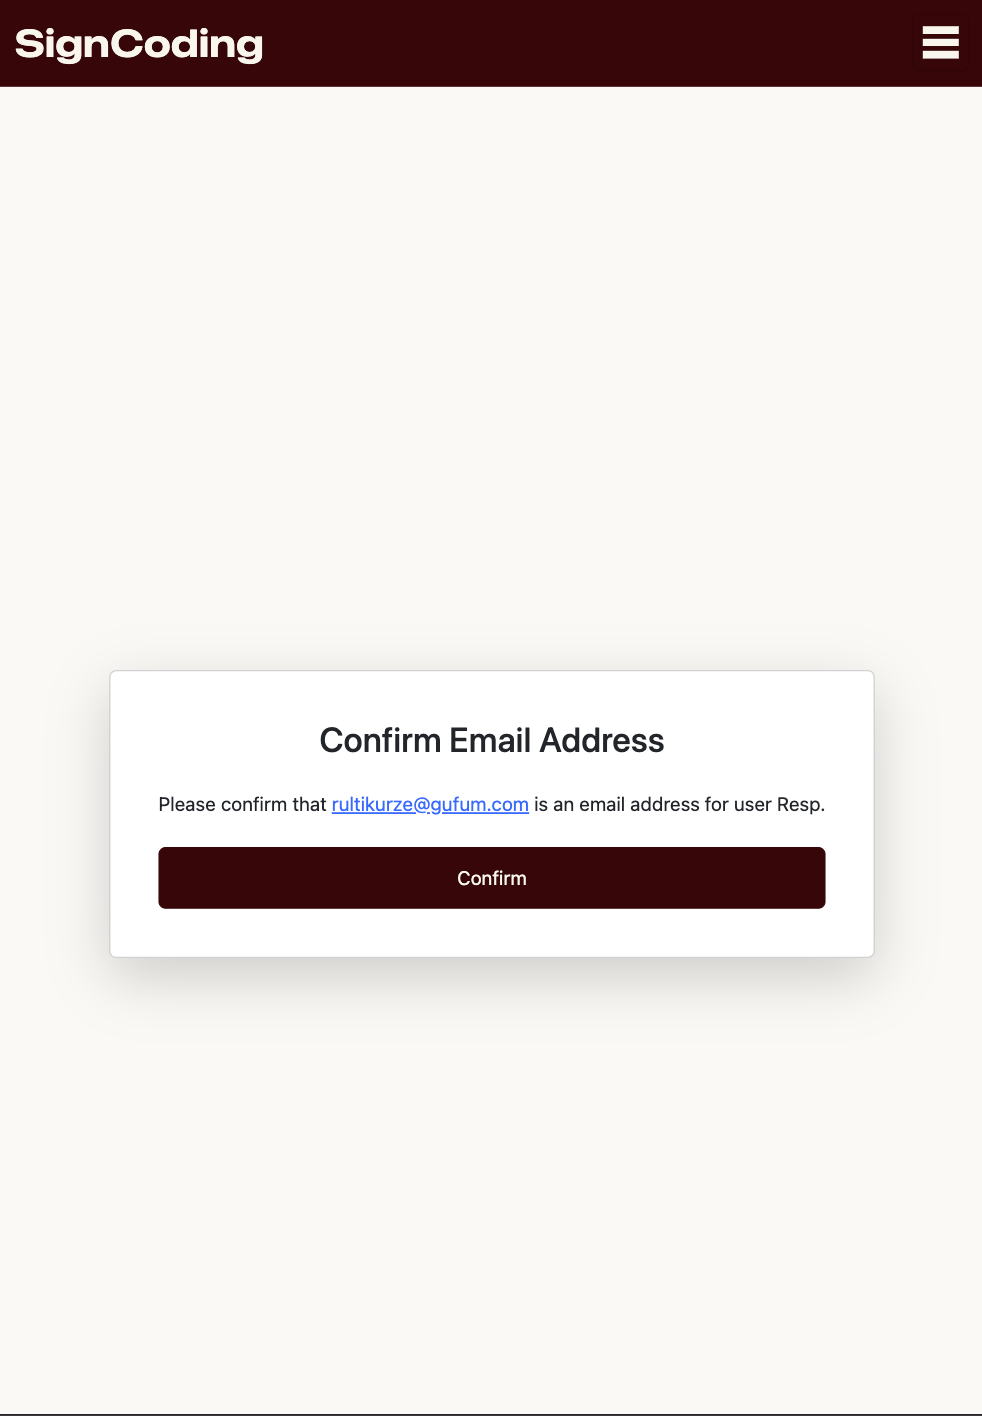 SignCoding
Confirm Email Address
Please confirm that rultikurze@gufum.com is an email address for user Resp.
Confirm